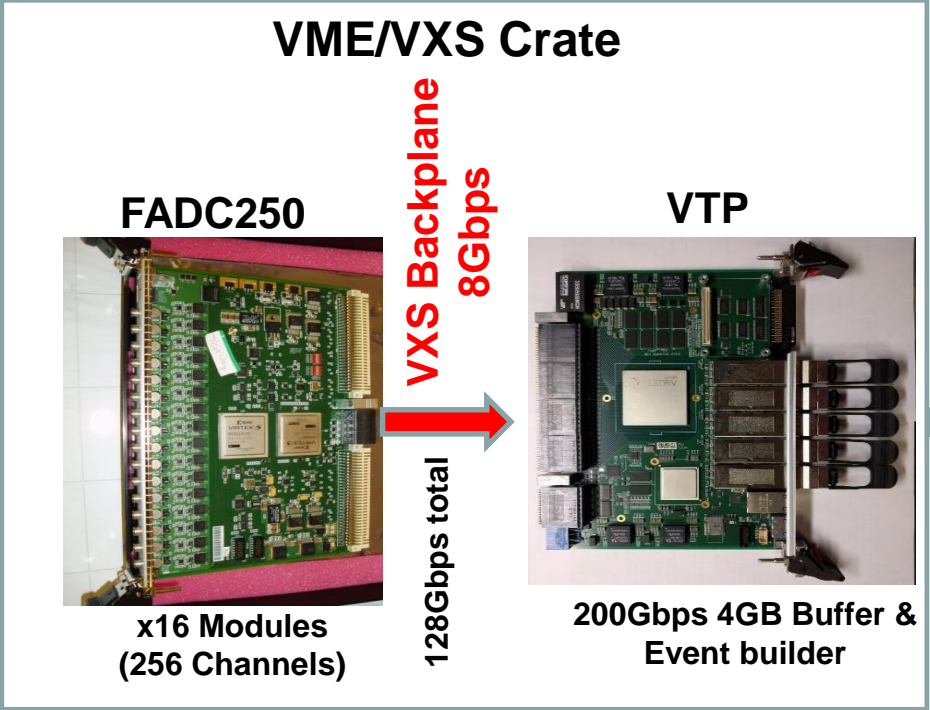 VME/VXS Crate
VXS Backplane
8Gbps
FADC250
VTP
128Gbps total
x16 Modules
(256 Channels)
200Gbps 4GB Buffer &
Event builder